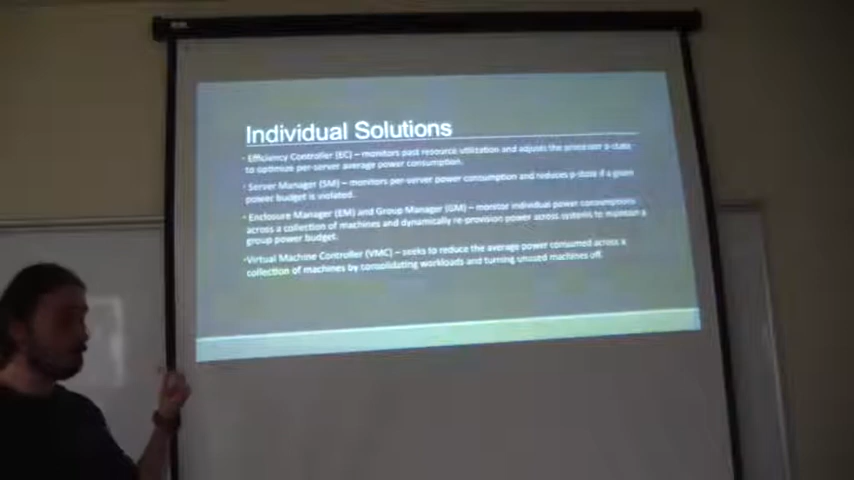 Individual Solutions
• Efficiency Controller (EC) – monitors past resource utilization and adjusts the processor p-state
to optimize per-server average power consumption.
• Server Manager (SM) – monitors per-server power consumption and reduces p-state if a given
power budget is violated.
• Enclosure Manager (EM) and Group Manager (GM) – monitor individual power consumptions
across a collection of machines and dynamically re-provision power across systems to maintain a
group power budget.
• Virtual Machine Controller (VMC) – seeks to reduce the average power consumed across a
collection of machines by consolidating workloads and turning unused machines off.